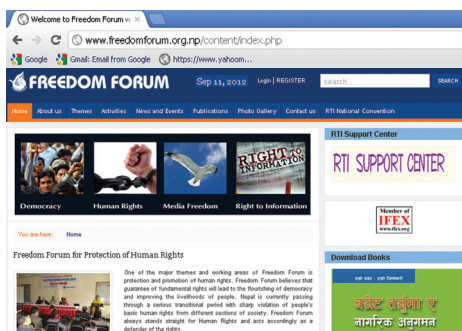 Welcome to Freedom Forum w
www.freedomforum.org.np/content/index.php
Google Gmail: Email from Google https://www.yahoom...
FREEDOM FORUM
Sep 11, 2012
Login | REGISTER
search...
SEARCH
Home About us Themes Activities News and Events Publications Photo Gallery Contact us RTI National Convention
RIGHT TO INFORMATION
Democracy Human Rights Media Freedom Right to Information
You are here: Home
Freedom Forum for Protection of Human Rights
One of the major themes and working areas of Freedom Forum is
protection and promotion of human rights. Freedom Forum believes that
guarantee of fundamental rights will lead to the flourishing of democracy
and improving the livelihoods of people. Nepal is currently passing
through a serious transitional period with sharp violation of people's
basic human rights from different sections of society. Freedom Forum
always stands straight for Human Rights and acts accordingly as a
defender of the rights.
RTI Support Center
RTI SUPPORT CENTER
Member of
IFEX
www.ifex.org
Download Books
बजेट तर्जुमा र
नागरिक अनुगमन